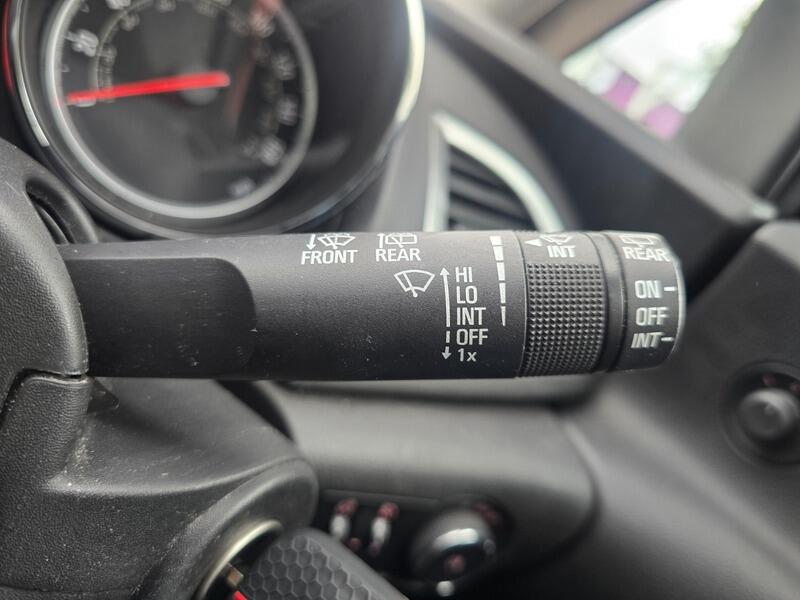 FRONT
REAR
HI
LO
INT
OFF
1x
INT
REAR
ON
OFF
INT